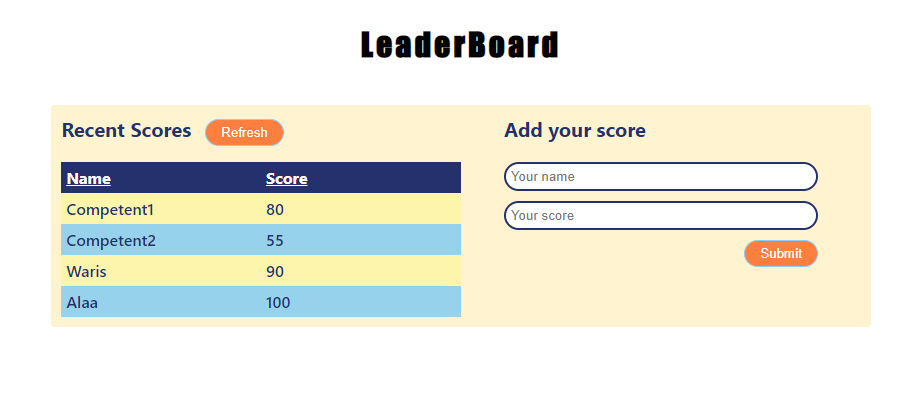 LeaderBoard
Recent Scores Refresh
Name Score
Competent1 80
Competent2 55
Waris 90
Alaa 100
Add your score
Your name
Your score
Submit